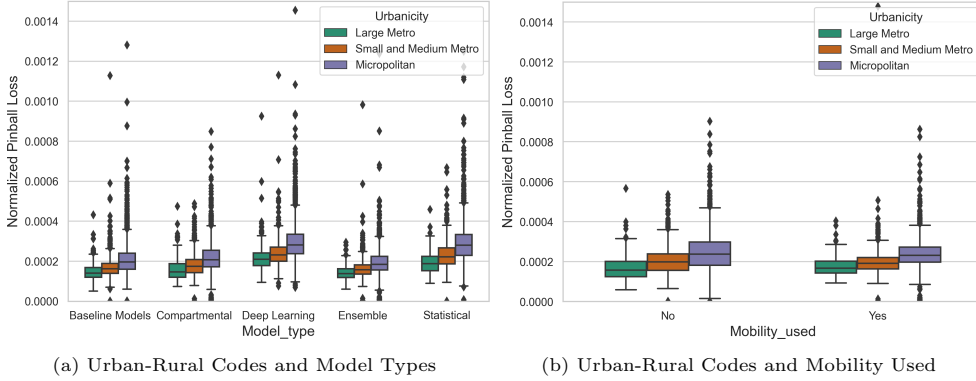 0.0014
0.0012
0.0010
0.0008
0.0006
0.0004
0.0002
0.0000
Normalized Pinball Loss
Urbanicity
Large Metro
Small and Medium Metro
Micropolitan
Baseline Models
Compartmental
Deep Learning
Ensemble
Statistical
Model_type
(a) Urban-Rural Codes and Model Types
0.0014
0.0012
0.0010
0.0008
0.0006
0.0004
0.0002
0.0000
Normalized Pinball Loss
Urbanicity
Large Metro
Small and Medium Metro
Micropolitan
No
Yes
Mobility_used
(b) Urban-Rural Codes and Mobility Used